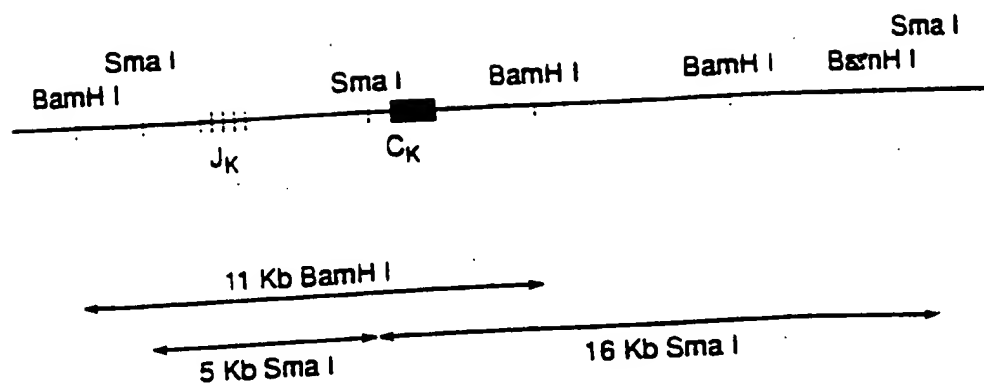 Sma I
Sma I
Sma I
BamH I
BamH I
BamH I
BamH I
JK
CK
11 Kb BamH I
5 Kb Sma I
16 Kb Sma I